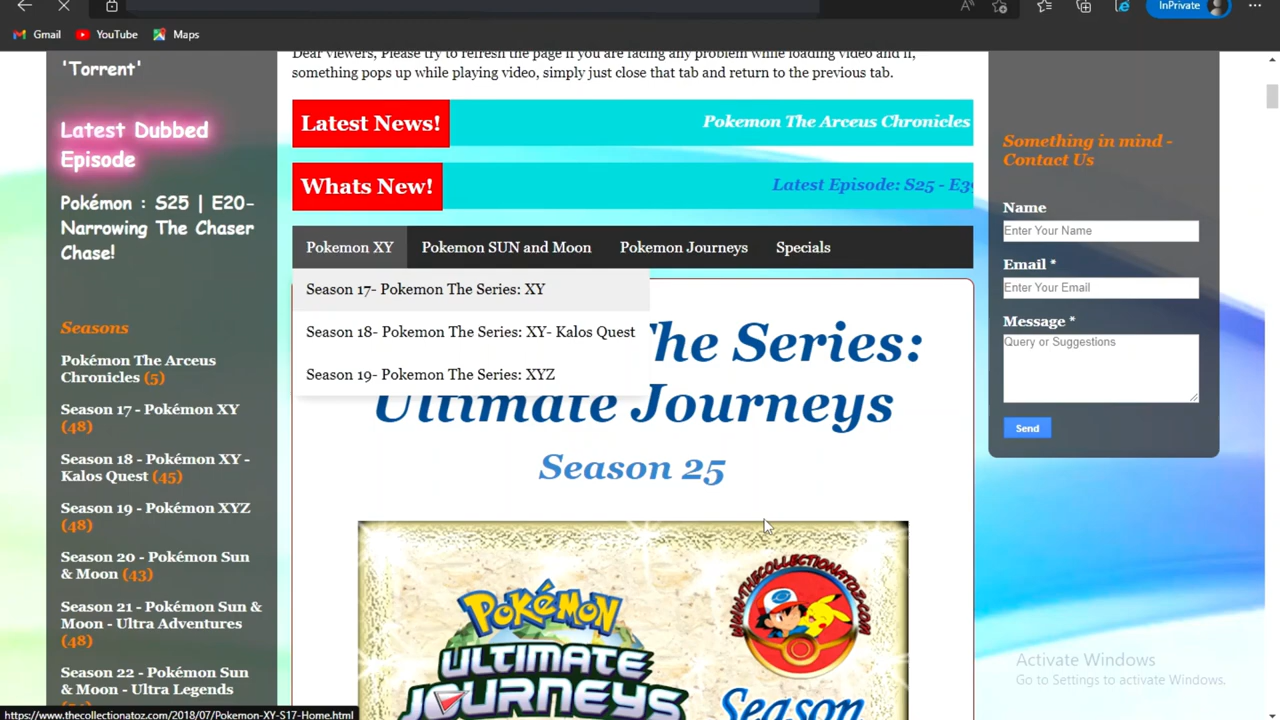 InPrivate
Gmail
YouTube
Maps
'Torrent'
Latest Dubbed
Episode
Pokémon : S25 | E20-
Narrowing The Chaser
Chase!
Seasons
Pokémon The Arceus
Chronicles (5)
Season 17 - Pokémon XY
(48)
Season 18 - Pokémon XY -
Kalos Quest (45)
Season 19 - Pokémon XYZ
(48)
Season 20 - Pokémon Sun
& Moon (43)
Season 21 - Pokémon Sun &
Moon - Ultra Adventures
(48)
Season 22 - Pokémon Sun
& Moon - Ultra Legends
https://www.thecollectionatoz.com/2018/07/Pokemon-XY-S17-Home.html
Dear viewers, Please try to refresh the page if you are facing any problem while loading video and if,
something pops up while playing video, simply just close that tab and return to the previous tab.
Latest News!
Pokemon The Arceus Chronicles
Whats New!
Latest Episode: S25 - E39
Pokemon XY
Pokemon SUN and Moon
Pokemon Journeys
Specials
Season 17- Pokemon The Series: XY
Season 18- Pokemon The Series: XY- Kalos Quest
Season 19- Pokemon The Series: XYZ
The Series:
Ultimate Journeys
Season 25
POKéMON
ULTIMATE
JOURNEYS
WWW.THECOLLECTIONATOZ.COM
Season
Something in mind -
Contact Us
Name
Enter Your Name
Email *
Enter Your Email
Message *
Query or Suggestions
Send
Activate Windows
Go to Settings to activate Windows.